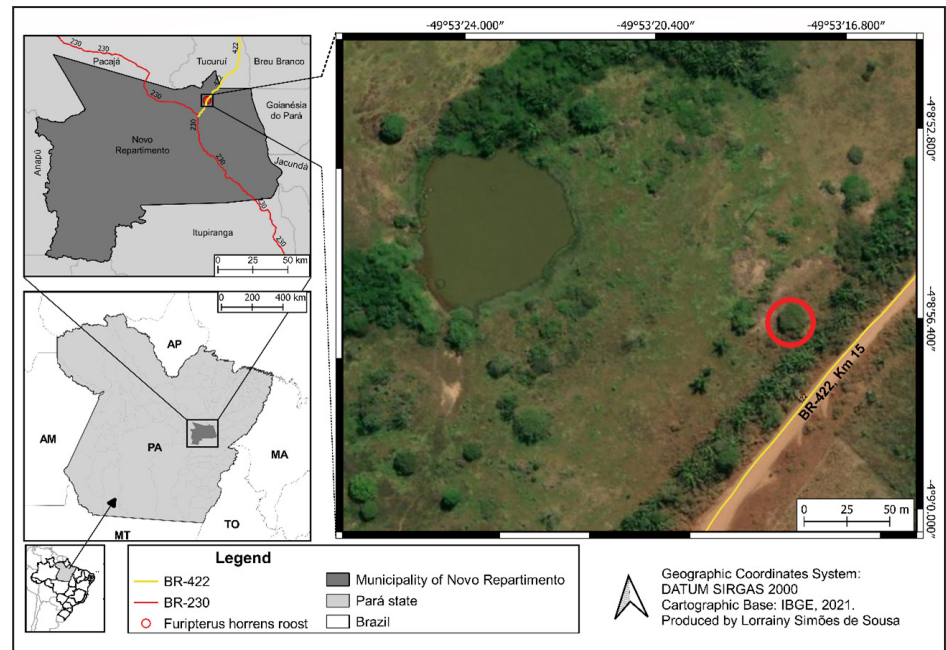 -49°53'24.000"
-49°53'20.400"
-49°53'16.800"
-4°8'52.800"
-4°8'56.400"
-4°9'0.000"
230
230
422
Pacajá
Tucuruí
Breu Branco
422
230
Goianésia
do Pará
230
Novo
Repartimento
230
Anapú
Jacundá
230
Itupiranga
230
0 25 50 km
0 200 400 km
AP
AM
PA
MA
MT
TO
BR-422, Km 15
0 25 50 m
Legend
BR-422
BR-230
Furipterus horrens roost
Municipality of Novo Repartimento
Pará state
Brazil
Geographic Coordinates System:
DATUM SIRGAS 2000
Cartographic Base: IBGE, 2021.
Produced by Lorrainy Simões de Sousa